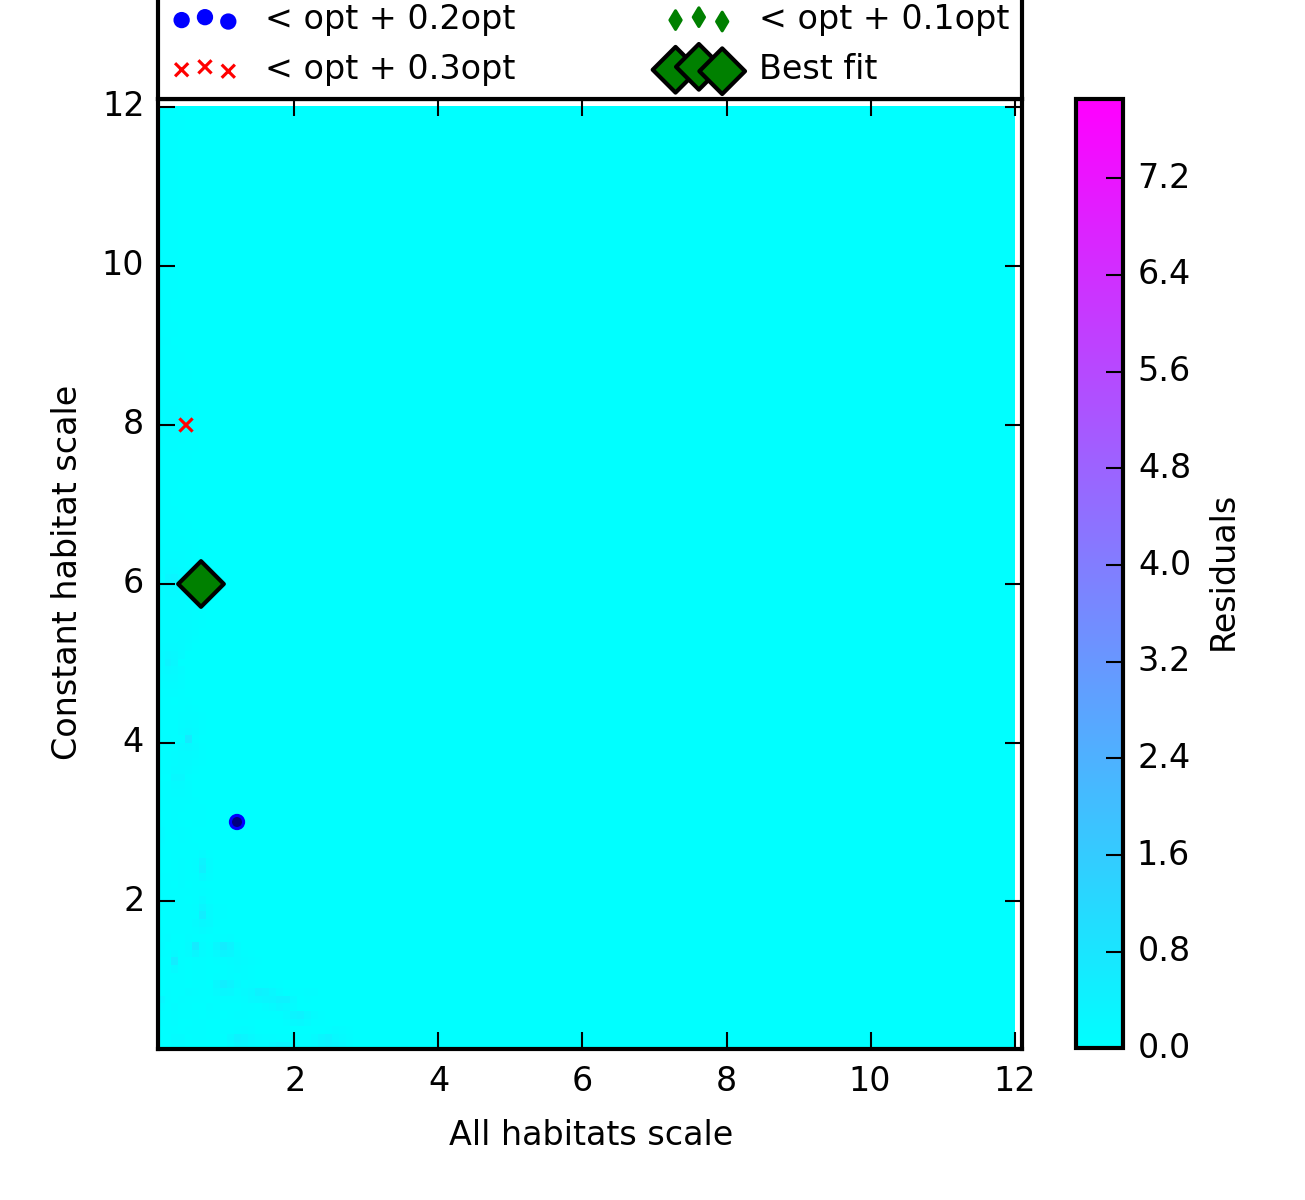 < opt + 0.2opt
< opt + 0.1opt
< opt + 0.3opt
Best fit
12
10
8
6
4
2
Constant habitat scale
2 4 6 8 10 12
All habitats scale
7.2
6.4
5.6
4.8
4.0
3.2
2.4
1.6
0.8
0.0
Residuals